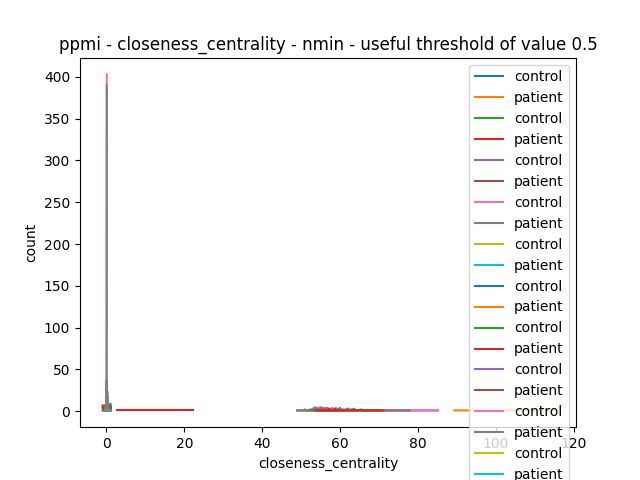 ppmi - closeness_centrality - nmin - useful threshold of value 0.5
400
350
300
250
200
150
100
50
0
count
0 20 40 60 80 100 120
closeness_centrality
control
patient
control
patient
control
patient
control
patient
control
patient
control
patient
control
patient
control
patient
control
patient
control
patient